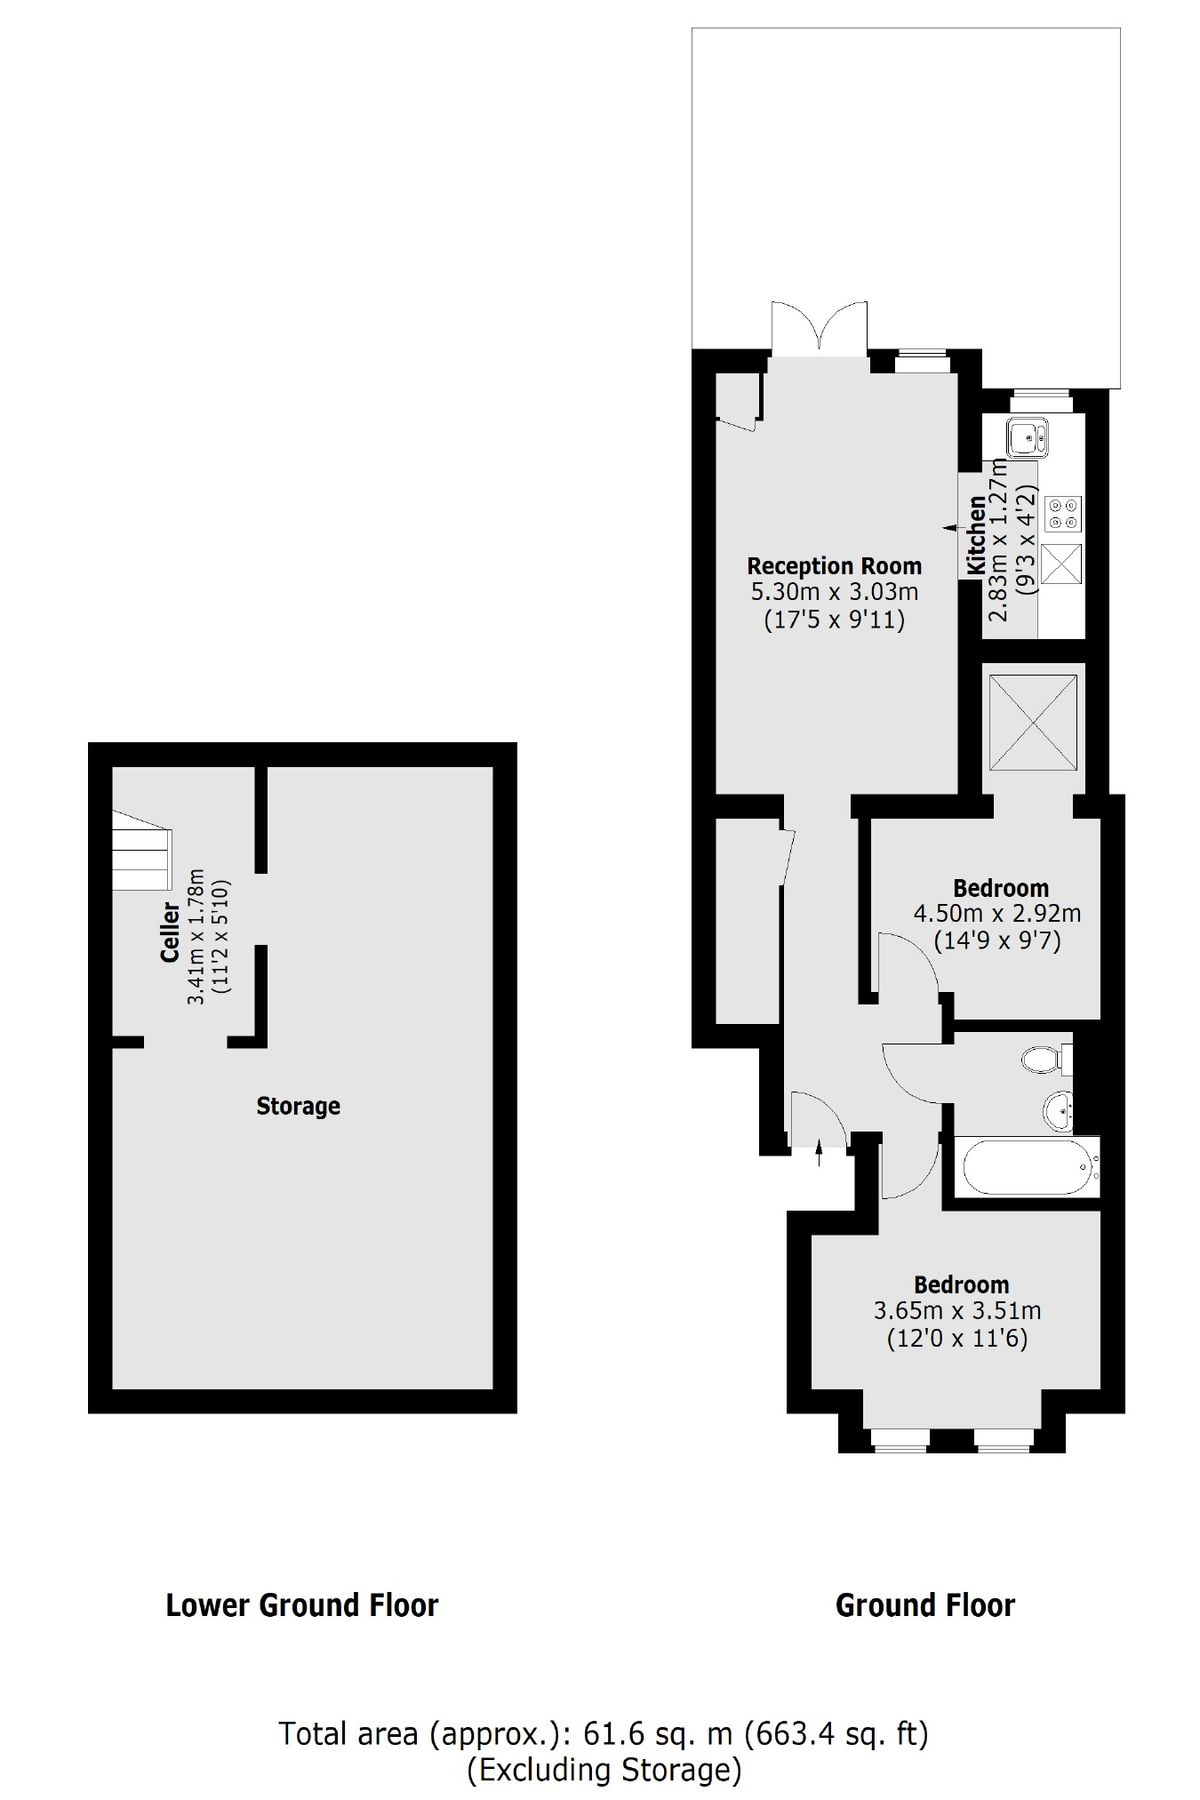 Reception Room
5.30m x 3.03m
(17'5 x 9'11)
Kitchen
2.83m x 1.27m
(9'3 x 4'2)
Bedroom
4.50m x 2.92m
(14'9 x 9'7)
Celler
3.41m x 1.78m
(11'2 x 5'10)
Storage
Bedroom
3.65m x 3.51m
(12'0 x 11'6)
Lower Ground Floor
Ground Floor
Total area (approx.): 61.6 sq. m (663.4 sq. ft)
(Excluding Storage)